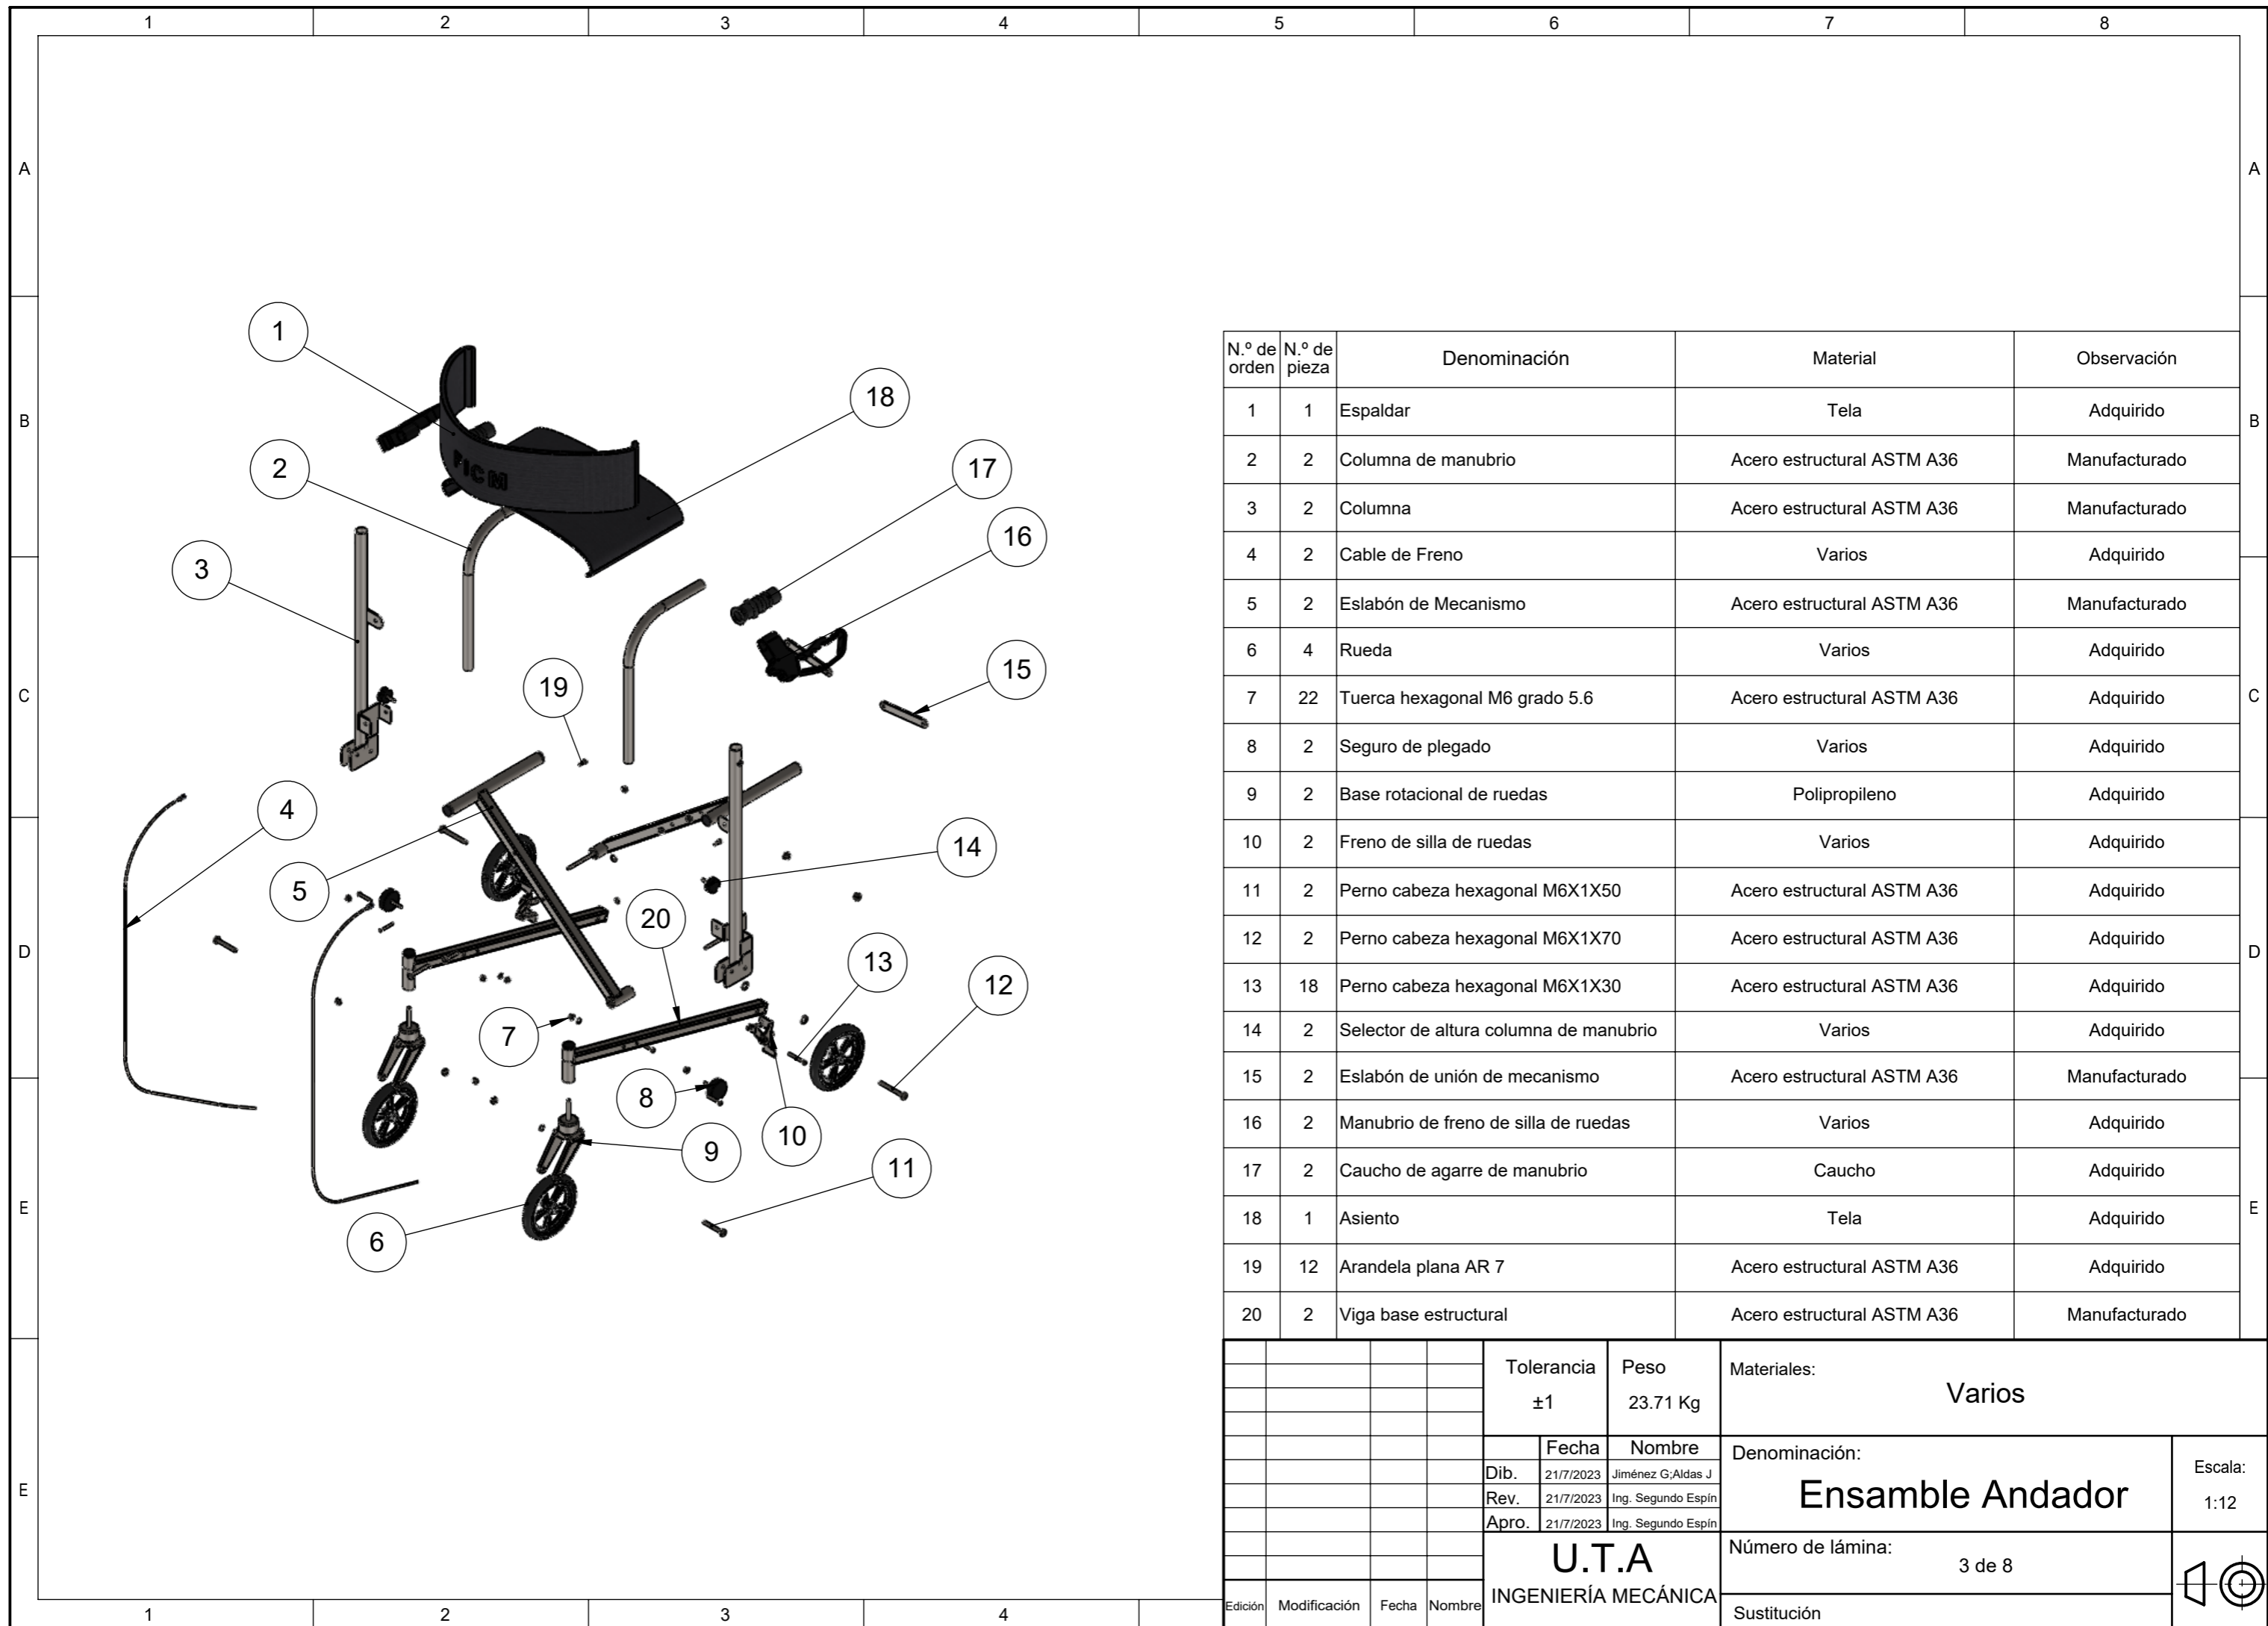 1 2 3 4 5 6 7 8
A A
B B
C C
D D
E E
E
1
18
2
17
16
3
15
19
4
14
5
20
13
12
7
8
10
9
11
6
FICM
N.º de orden N.º de pieza Denominación Material Observación
1 1 Espaldar Tela Adquirido
2 2 Columna de manubrio Acero estructural ASTM A36 Manufacturado
3 2 Columna Acero estructural ASTM A36 Manufacturado
4 2 Cable de Freno Varios Adquirido
5 2 Eslabón de Mecanismo Acero estructural ASTM A36 Manufacturado
6 4 Rueda Varios Adquirido
7 22 Tuerca hexagonal M6 grado 5.6 Acero estructural ASTM A36 Adquirido
8 2 Seguro de plegado Varios Adquirido
9 2 Base rotacional de ruedas Polipropileno Adquirido
10 2 Freno de silla de ruedas Varios Adquirido
11 2 Perno cabeza hexagonal M6X1X50 Acero estructural ASTM A36 Adquirido
12 2 Perno cabeza hexagonal M6X1X70 Acero estructural ASTM A36 Adquirido
13 18 Perno cabeza hexagonal M6X1X30 Acero estructural ASTM A36 Adquirido
14 2 Selector de altura columna de manubrio Varios Adquirido
15 2 Eslabón de unión de mecanismo Acero estructural ASTM A36 Manufacturado
16 2 Manubrio de freno de silla de ruedas Varios Adquirido
17 2 Caucho de agarre de manubrio Caucho Adquirido
18 1 Asiento Tela Adquirido
19 12 Arandela plana AR 7 Acero estructural ASTM A36 Adquirido
20 2 Viga base estructural Acero estructural ASTM A36 Manufacturado
Tolerancia Peso Materiales:
±1 23.71 Kg Varios
Fecha Nombre Denominación:
Dib. 21/7/2023 Jiménez G;Aldas J
Rev. 21/7/2023 Ing. Segundo Espín
Apro. 21/7/2023 Ing. Segundo Espín
Ensamble Andador
Escala:
1:12
U.T.A
INGENIERÍA MECÁNICA
Número de lámina:
3 de 8
Edición Modificación Fecha Nombre
Sustitución
1 2 3 4